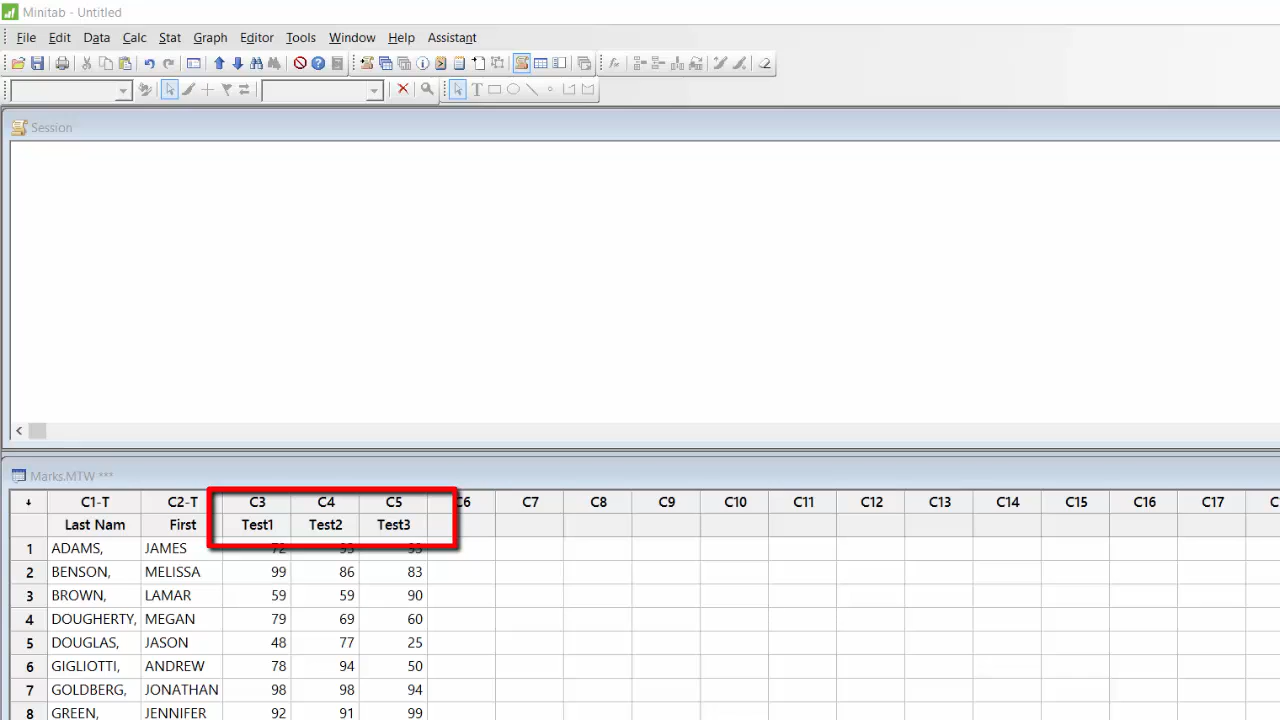 Minitab - Untitled
File Edit Data Calc Stat Graph Editor Tools Window Help Assistant
Session
Marks.MTW ***
C1-T C2-T C3 C4 C5 C6 C7 C8 C9 C10 C11 C12 C13 C14 C15 C16 C17
Last Nam First Test1 Test2 Test3
1 ADAMS, JAMES 72 93 95
2 BENSON, MELISSA 99 86 83
3 BROWN, LAMAR 59 59 90
4 DOUGHERTY, MEGAN 79 69 60
5 DOUGLAS, JASON 48 77 25
6 GIGLIOTTI, ANDREW 78 94 50
7 GOLDBERG, JONATHAN 98 98 94
8 GREEN, JENNIFER 92 91 99